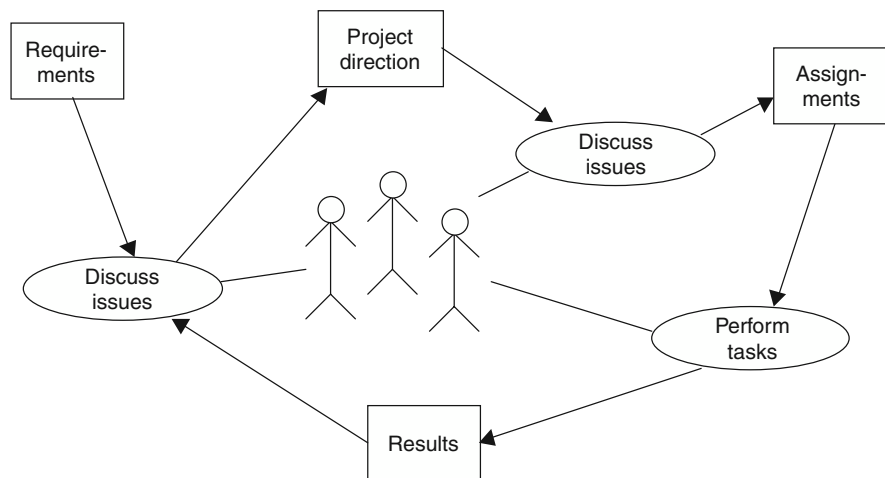 Require-
ments
Project
direction
Assign-
ments
Discuss
issues
Discuss
issues
Perform
tasks
Results